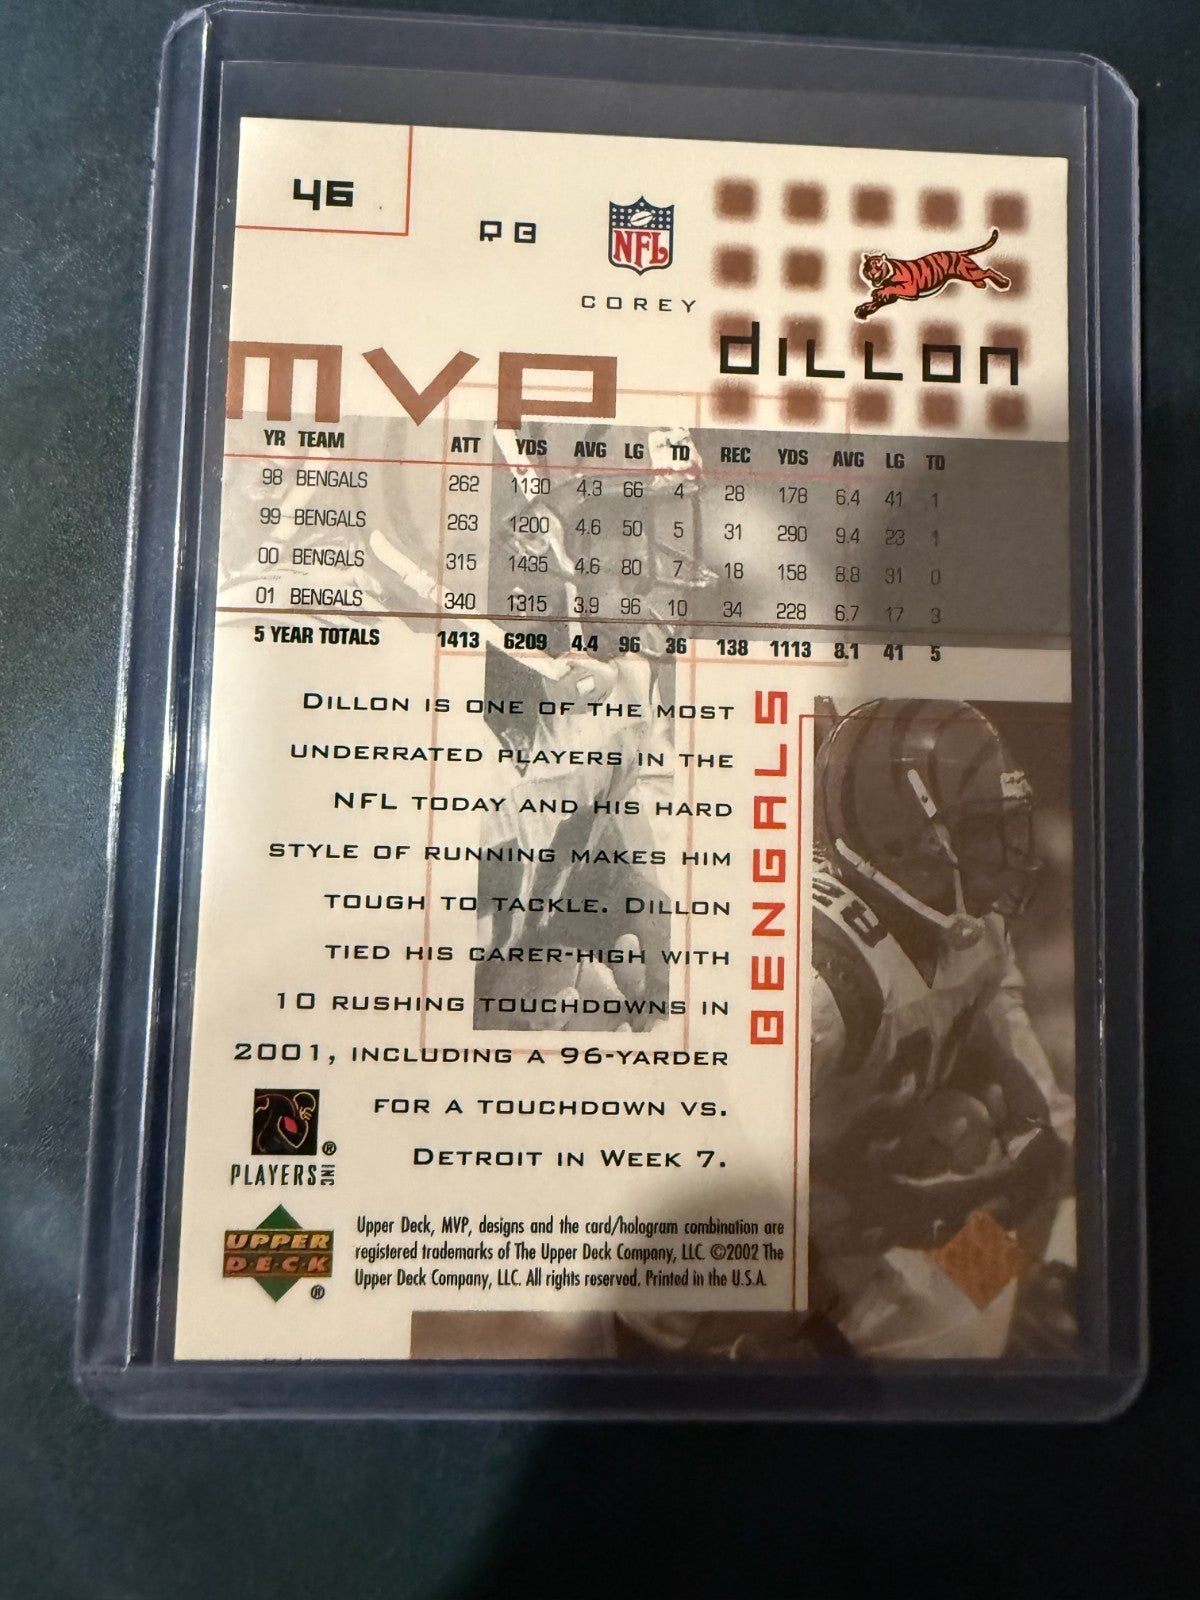 46
RB
NFL
COREY
DILLON
MVP
YR TEAM ATT YDS AVG LG TD REC YDS AVG LG TD
98 BENGALS 262 1130 4.3 66 4 28 178 6.4 41 1
99 BENGALS 263 1200 4.6 50 5 31 290 9.4 23 1
00 BENGALS 315 1435 4.6 80 7 18 158 8.8 31 0
01 BENGALS 340 1315 3.9 96 10 34 228 6.7 17 3
5 YEAR TOTALS 1413 6209 4.4 96 36 138 1113 8.1 41 5
DILLON IS ONE OF THE MOST
UNDERRATED PLAYERS IN THE
NFL TODAY AND HIS HARD
STYLE OF RUNNING MAKES HIM
TOUGH TO TACKLE. DILLON
TIED HIS CARER-HIGH WITH
10 RUSHING TOUCHDOWNS IN
2001, INCLUDING A 96-YARDER
FOR A TOUCHDOWN VS.
DETROIT IN WEEK 7.
BENGALS
28
PLAYERS INC ®
UPPER
DECK ®
Upper Deck, MVP, designs and the card/hologram combination are
registered trademarks of The Upper Deck Company, LLC. ©2002 The
Upper Deck Company, LLC. All rights reserved. Printed in the U.S.A.